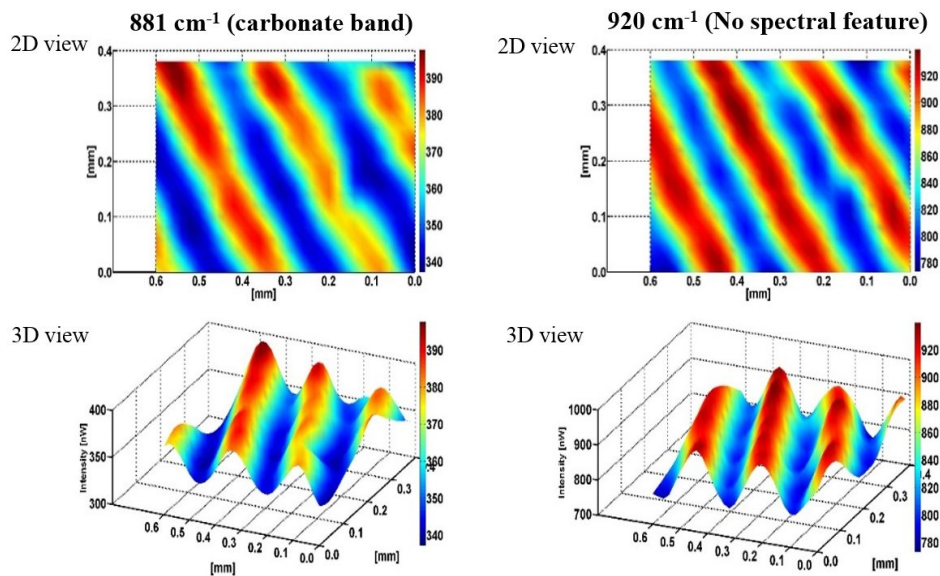 881 cm-1 (carbonate band)
920 cm-1 (No spectral feature)
2D view
0.4
0.3
0.2
0.1
0.0
[mm]
0.6 0.5 0.4 0.3 0.2 0.1 0.0
[mm]
390
380
370
360
350
340
2D view
0.4
0.3
0.2
0.1
0.0
[mm]
0.6 0.5 0.4 0.3 0.2 0.1 0.0
[mm]
920
900
880
860
840
820
800
780
3D view
400
350
300
Intensity [nW]
0.6 0.5 0.4 0.3 0.2 0.1 0.0
[mm]
0.0 0.1 0.2 0.3
[mm]
390
380
370
360
350
340
3D view
1000
900
800
700
Intensity [nW]
0.6 0.5 0.4 0.3 0.2 0.1 0.0
[mm]
0.0 0.1 0.2 0.3
[mm]
920
900
880
860
840
820
800
780